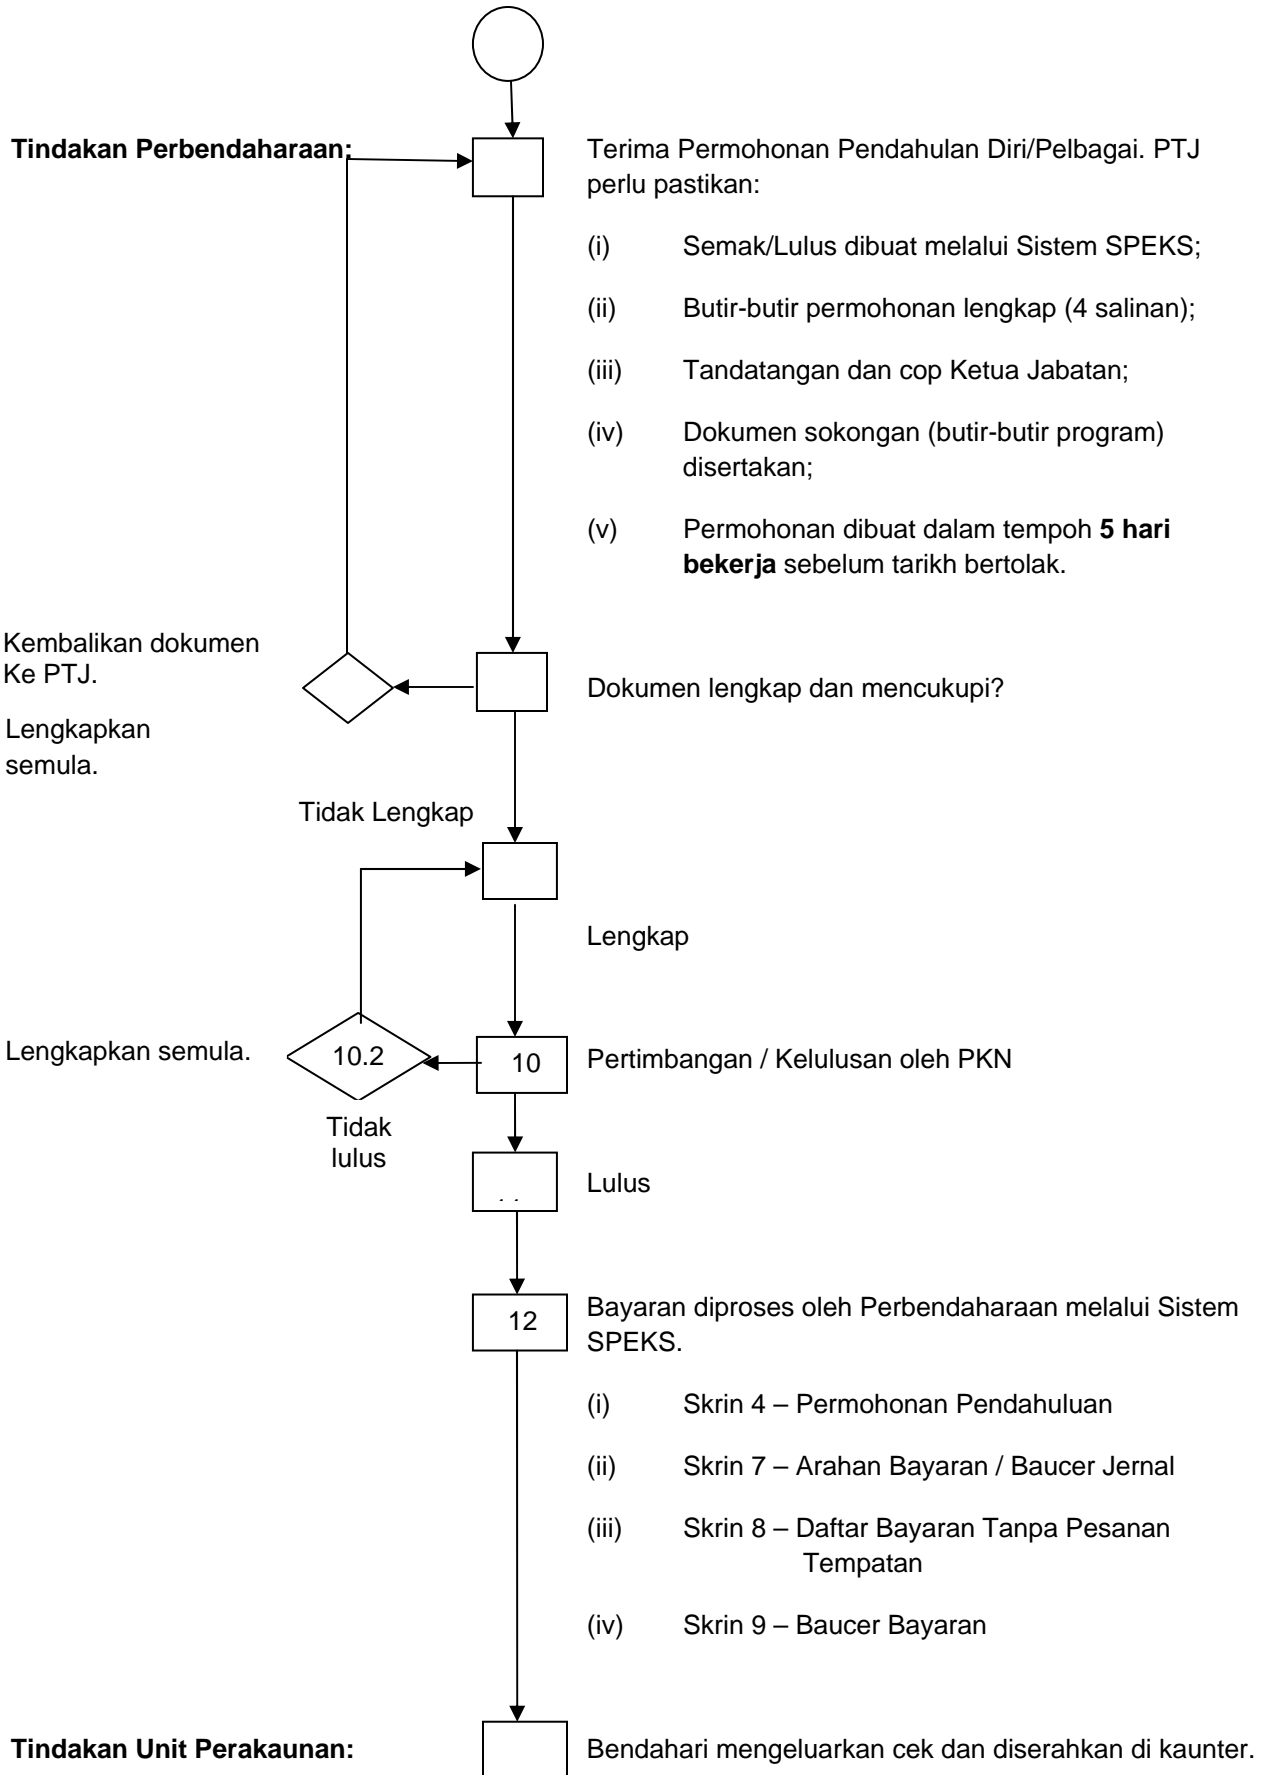 Tindakan Perbendaharaan:
Terima Permohonan Pendahulan Diri/Pelbagai. PTJ
perlu pastikan:
(i) Semak/Lulus dibuat melalui Sistem SPEKS;
(ii) Butir-butir permohonan lengkap (4 salinan);
(iii) Tandatangan dan cop Ketua Jabatan;
(iv) Dokumen sokongan (butir-butir program)
disertakan;
(v) Permohonan dibuat dalam tempoh 5 hari
bekerja sebelum tarikh bertolak.
Kembalikan dokumen
Ke PTJ.
Lengkapkan
semula.
Dokumen lengkap dan mencukupi?
Tidak Lengkap
Lengkap
Lengkapkan semula.
10.2
10
Pertimbangan / Kelulusan oleh PKN
Tidak
lulus
Lulus
12
Bayaran diproses oleh Perbendaharaan melalui Sistem
SPEKS.
(i) Skrin 4 – Permohonan Pendahuluan
(ii) Skrin 7 – Arahan Bayaran / Baucer Jernal
(iii) Skrin 8 – Daftar Bayaran Tanpa Pesanan
Tempatan
(iv) Skrin 9 – Baucer Bayaran
Tindakan Unit Perakaunan:
Bendahari mengeluarkan cek dan diserahkan di kaunter.